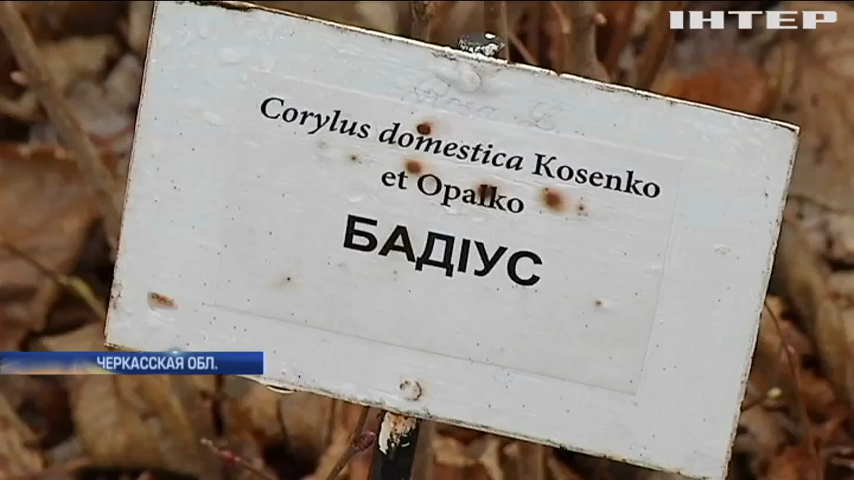 ІНТЕР
Corylus domestica Kosenko
et Opalko
БАДІУС
ЧЕРКАССКАЯ ОБЛ.